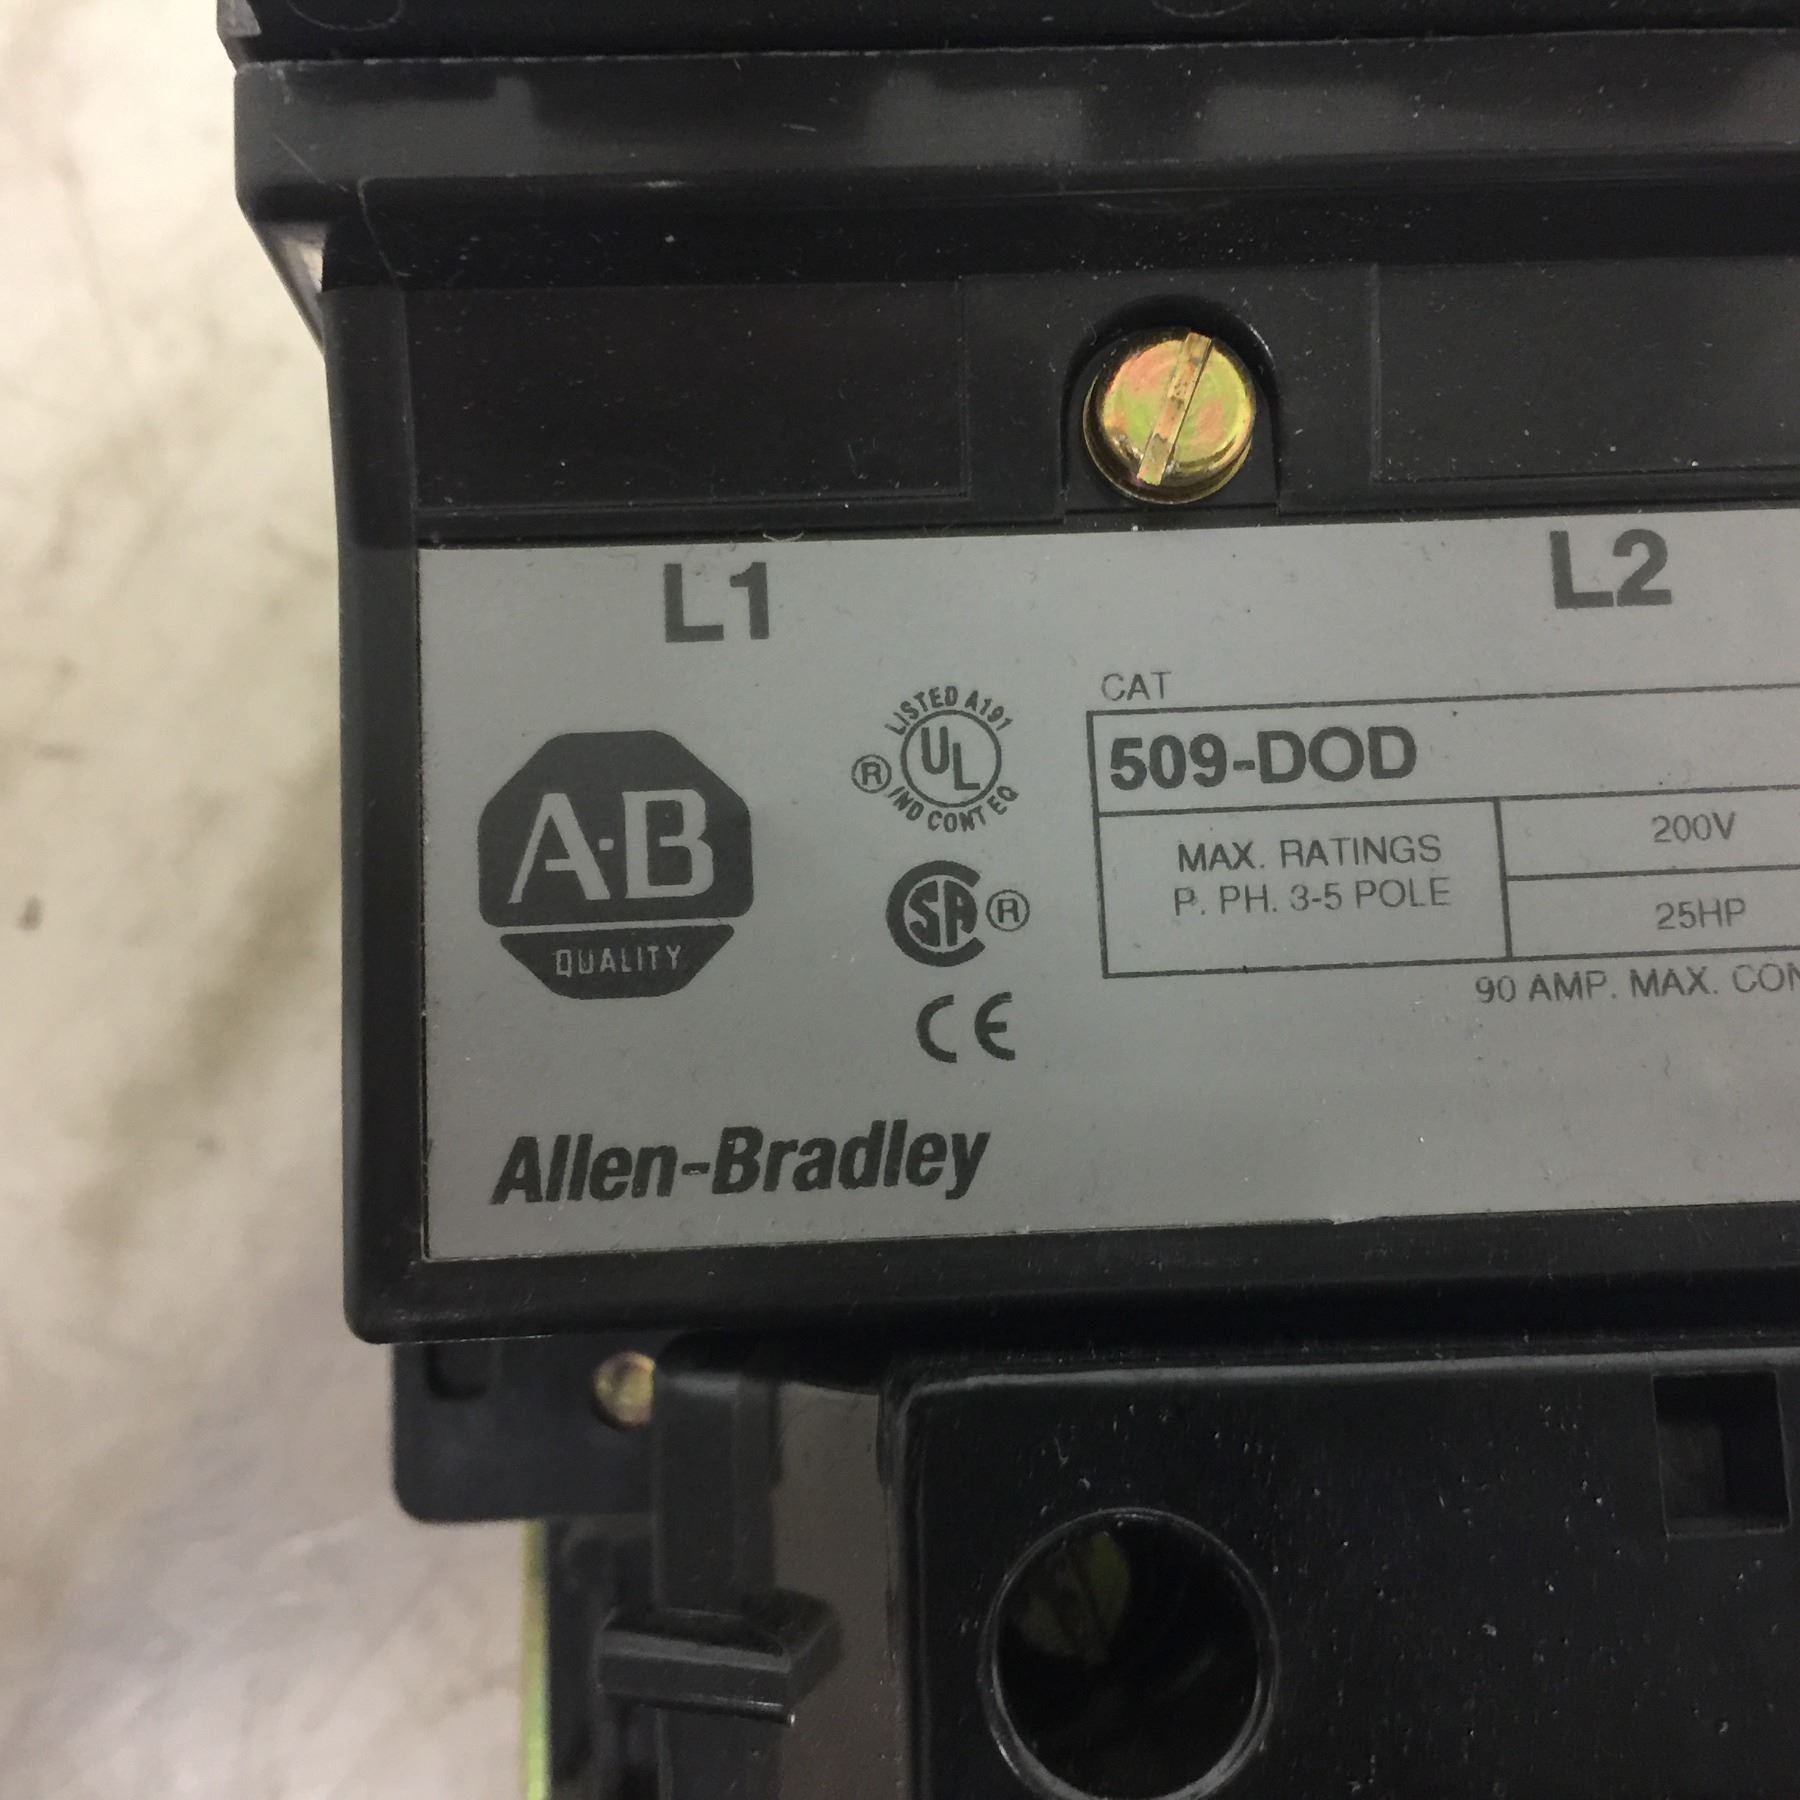 L1
L2
LISTED A191
UL
®
IND CONT EQ
CAT
509-DOD
MAX. RATINGS
P. PH. 3-5 POLE
200V
25HP
90 AMP. MAX. CON
A-B
QUALITY
SA ®
CE
Allen-Bradley